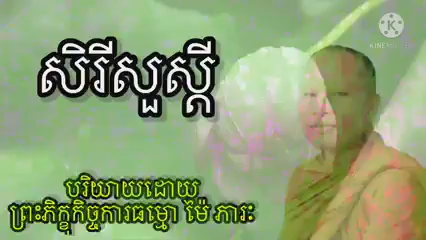 សិរីសួស្ដី
បរិយាយដោយ
ព្រះភិក្ខុកិច្ចការធម្មោ ម៉ៃ ភារៈ